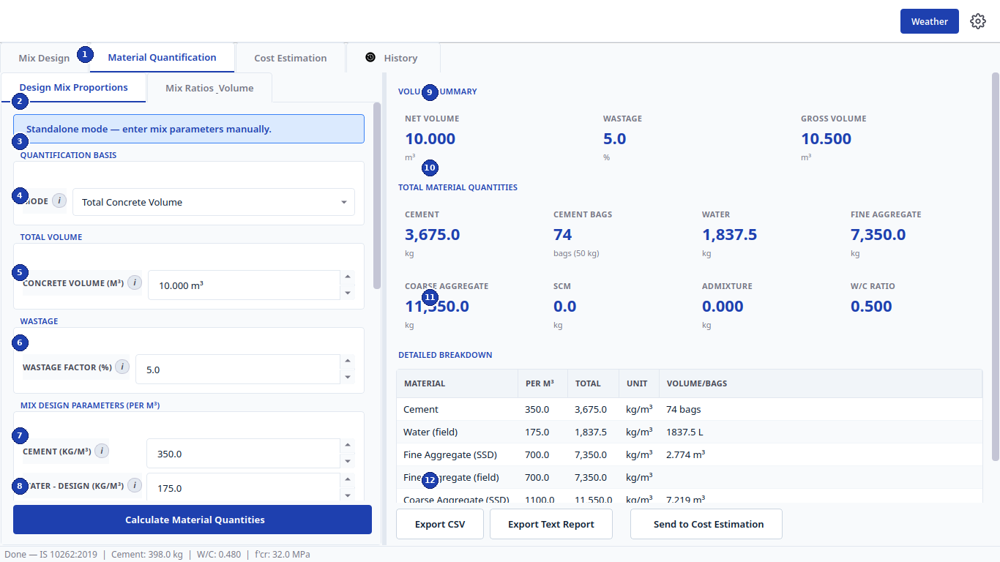 Weather
Mix Design
1
Material Quantification
Cost Estimation
History
Design Mix Proportions
Mix Ratios_Volume
2
Standalone mode — enter mix parameters manually.
3
QUANTIFICATION BASIS
4
MODE i Total Concrete Volume
TOTAL VOLUME
5
CONCRETE VOLUME (M³) i 10.000 m³
WASTAGE
6
WASTAGE FACTOR (%) i 5.0
MIX DESIGN PARAMETERS (PER M³)
7
CEMENT (KG/M³) i 350.0
8
WATER - DESIGN (KG/M³) i 175.0
Calculate Material Quantities
VOLU 9 UMMARY
NET VOLUME WASTAGE GROSS VOLUME
10.000 5.0 10.500
m³ % m³
10
TOTAL MATERIAL QUANTITIES
CEMENT CEMENT BAGS WATER FINE AGGREGATE
3,675.0 74 1,837.5 7,350.0
kg bags (50 kg) kg kg
COARSE AGGREGATE SCM ADMIXTURE W/C RATIO
11
11,550.0 0.0 0.000 0.500
kg kg kg
DETAILED BREAKDOWN
MATERIAL PER M³ TOTAL UNIT VOLUME/BAGS
Cement 350.0 3,675.0 kg/m³ 74 bags
Water (field) 175.0 1,837.5 kg/m³ 1837.5 L
Fine Aggregate (SSD) 700.0 7,350.0 kg/m³ 2.774 m³
Fine Aggregate (field) 700.0 7,350.0 kg/m³
12
Coarse Aggregate (SSD) 1100.0 11,550.0 kg/m³ 7.219 m³
Export CSV
Export Text Report
Send to Cost Estimation
Done — IS 10262:2019 | Cement: 398.0 kg | W/C: 0.480 | f'cr: 32.0 MPa